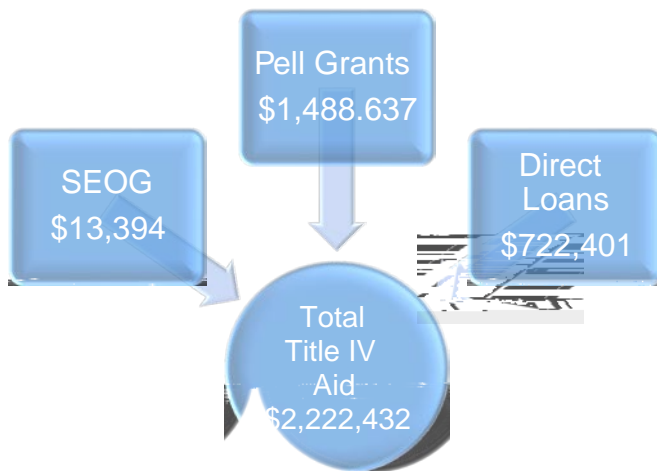 Pell Grants
$1,488.637
SEOG
$13,394
Direct
Loans
$722,401
Total
Title IV
Aid
$2,222,432